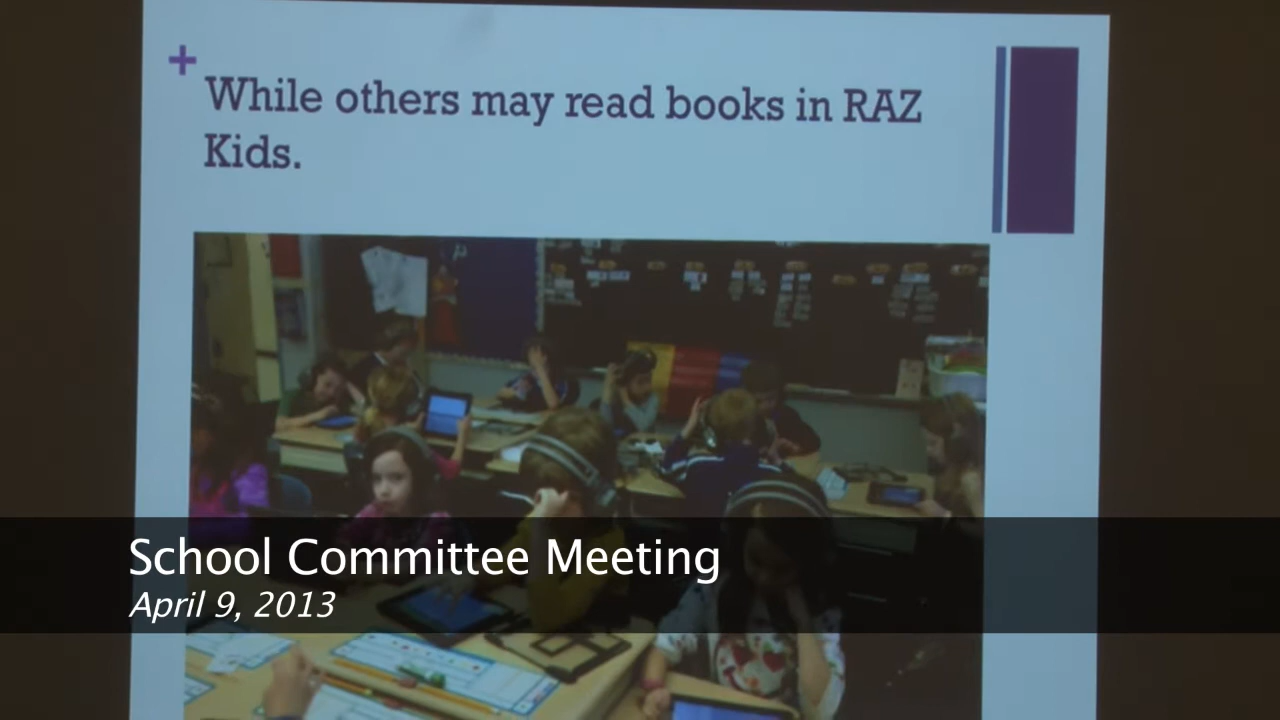 +
While others may read books in RAZ
Kids.
School Committee Meeting
April 9, 2013